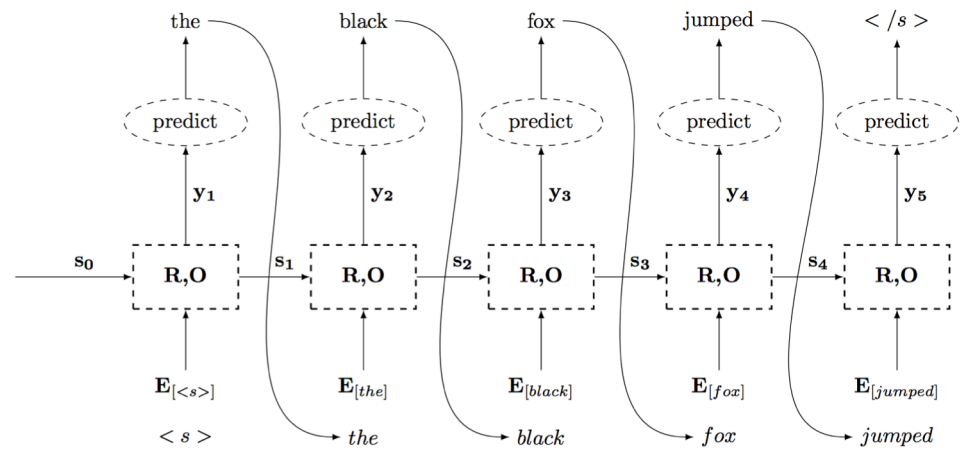 the black fox jumped < /s >
predict predict predict predict predict
y₁ y₂ y₃ y₄ y₅
s₀ s₁ s₂ s₃ s₄
R,O R,O R,O R,O R,O
E[<s>] E[the] E[black] E[fox] E[jumped]
< s > the black fox jumped